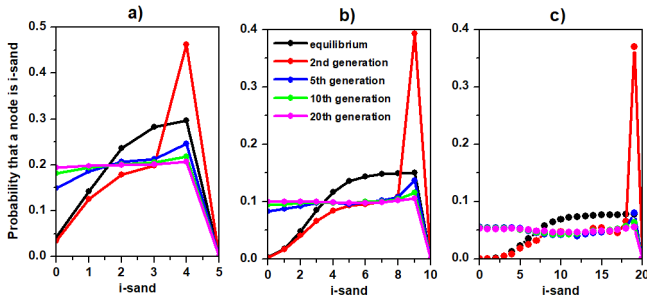 a)
b)
c)
Probability that a node is i-sand
0.5
0.4
0.3
0.2
0.1
0.0
0 1 2 3 4 5
i-sand
0.4
0.3
0.2
0.1
0.0
equilibrium
2nd generation
5th generation
10th generation
20th generation
0 2 4 6 8 10
i-sand
0.4
0.3
0.2
0.1
0.0
0 5 10 15 20
i-sand